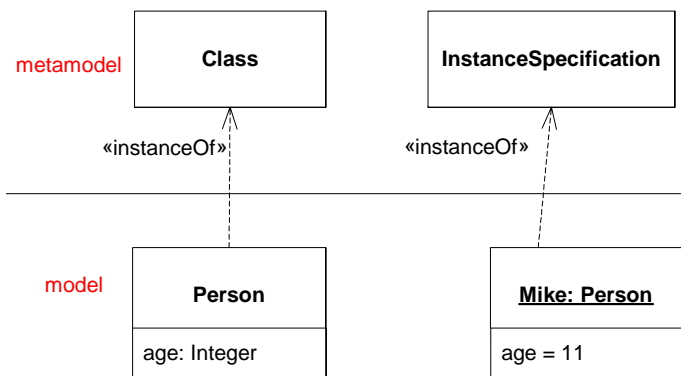 metamodel
Class
InstanceSpecification
«instanceOf»
«instanceOf»
model
Person
Mike: Person
age: Integer
age = 11